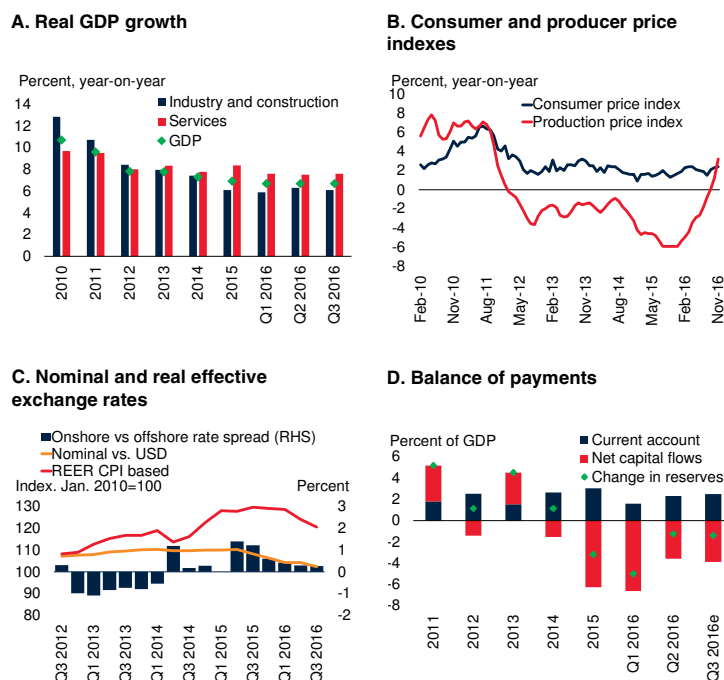 A. Real GDP growth
Percent, year-on-year
14
12
10
8
6
4
2
0
Industry and construction
Services
GDP
2010
2011
2012
2013
2014
2015
Q1 2016
Q2 2016
Q3 2016
B. Consumer and producer price
indexes
Percent, year-on-year
10
8
6
4
2
0
-2
-4
-6
-8
Consumer price index
Production price index
Feb-10
Nov-10
Aug-11
May-12
Feb-13
Nov-13
Aug-14
May-15
Feb-16
Nov-16
C. Nominal and real effective
exchange rates
Onshore vs offshore rate spread (RHS)
Nominal vs. USD
REER CPI based
Index. Jan. 2010=100
Percent
130
120
110
100
90
80
3
2
1
0
-1
-2
Q3 2012
Q1 2013
Q3 2013
Q1 2014
Q3 2014
Q1 2015
Q3 2015
Q1 2016
Q3 2016
D. Balance of payments
Percent of GDP
6
4
2
0
-2
-4
-6
-8
Current account
Net capital flows
Change in reserves
2011
2012
2013
2014
2015
Q1 2016
Q2 2016
Q3 2016e